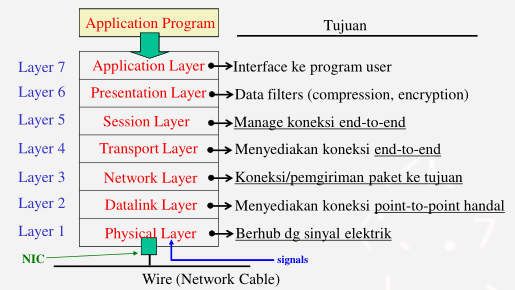 Application Program
Tujuan
Layer 7 Application Layer Interface ke program user
Layer 6 Presentation Layer Data filters (compression, encryption)
Layer 5 Session Layer Manage koneksi end-to-end
Layer 4 Transport Layer Menyediakan koneksi end-to-end
Layer 3 Network Layer Koneksi/pemgiriman paket ke tujuan
Layer 2 Datalink Layer Menyediakan koneksi point-to-point handal
Layer 1 Physical Layer Berhub dg sinyal elektrik
NIC
signals
Wire (Network Cable)